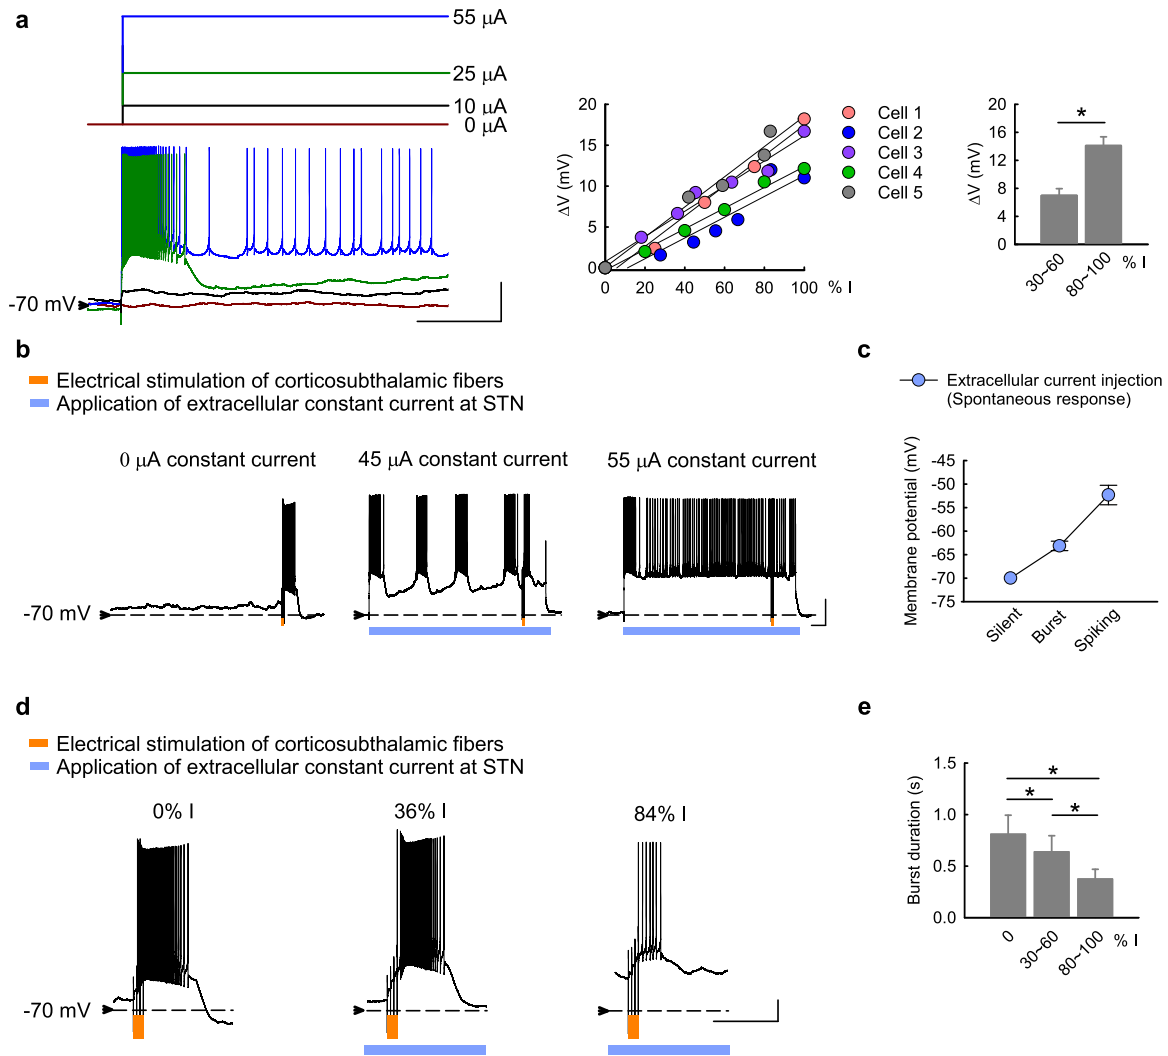 a
55 μA
25 μA
10 μA
0 μA
-70 mV
20
15
10
5
0
ΔV (mV)
0 20 40 60 80 100 % I
Cell 1
Cell 2
Cell 3
Cell 4
Cell 5
20
16
12
8
4
0
ΔV (mV)
*
30~60
80~100
% I
b
Electrical stimulation of corticosubthalamic fibers
Application of extracellular constant current at STN
0 μA constant current
45 μA constant current
55 μA constant current
-70 mV
c
Extracellular current injection
(Spontaneous response)
Membrane potential (mV)
-45
-50
-55
-60
-65
-70
-75
Silent
Burst
Spiking
d
Electrical stimulation of corticosubthalamic fibers
Application of extracellular constant current at STN
0% I
36% I
84% I
-70 mV
e
Burst duration (s)
1.5
1.0
0.5
0.0
*
*
*
0
30~60
80~100
% I